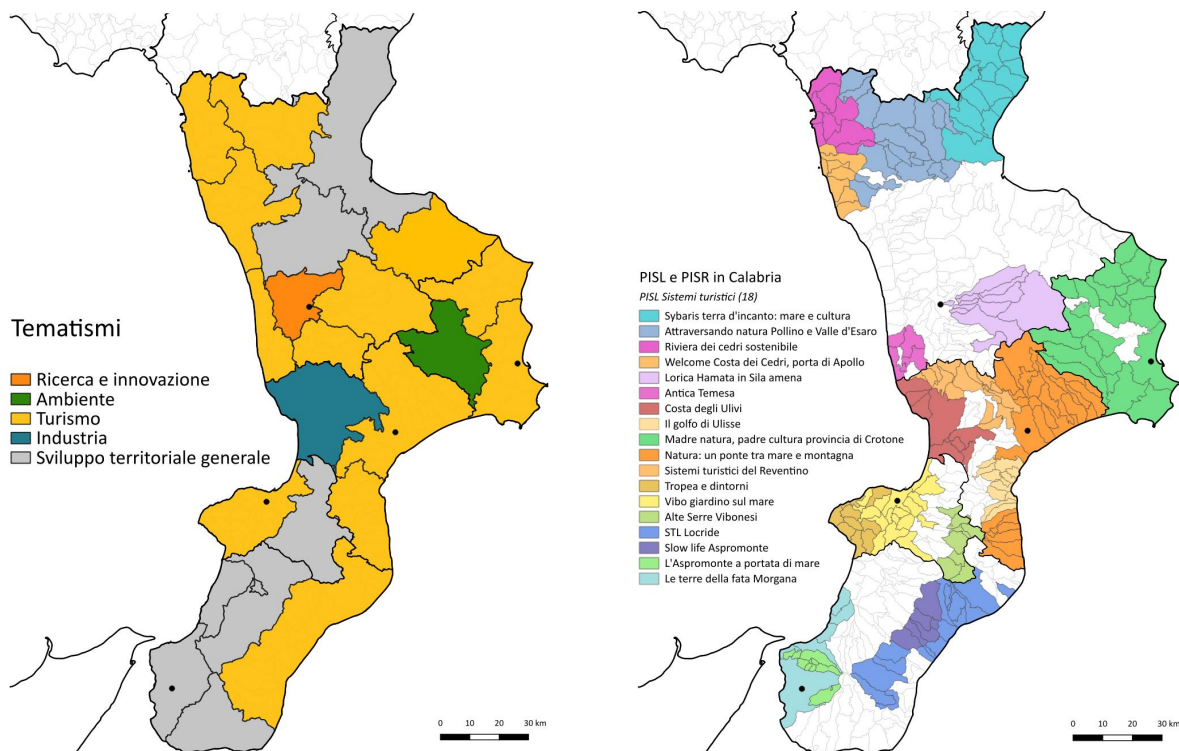 Tematismi
Ricerca e innovazione
Ambiente
Turismo
Industria
Sviluppo territoriale generale
0 10 20 30 km
PISL e PISR in Calabria
PISL Sistemi turistici (18)
Sybaris terra d'incanto: mare e cultura
Attraversando natura Pollino e Valle d'Esaro
Riviera dei cedri sostenibile
Welcome Costa dei Cedri, porta di Apollo
Lorica Hamata in Sila amena
Antica Temesa
Costa degli Ulivi
Il golfo di Ulisse
Madre natura, padre cultura provincia di Crotone
Natura: un ponte tra mare e montagna
Sistemi turistici del Reventino
Tropea e dintorni
Vibo giardino sul mare
Alte Serre Vibonesi
STL Locride
Slow life Aspromonte
L'Aspromonte a portata di mare
Le terre della fata Morgana
0 10 20 30 km